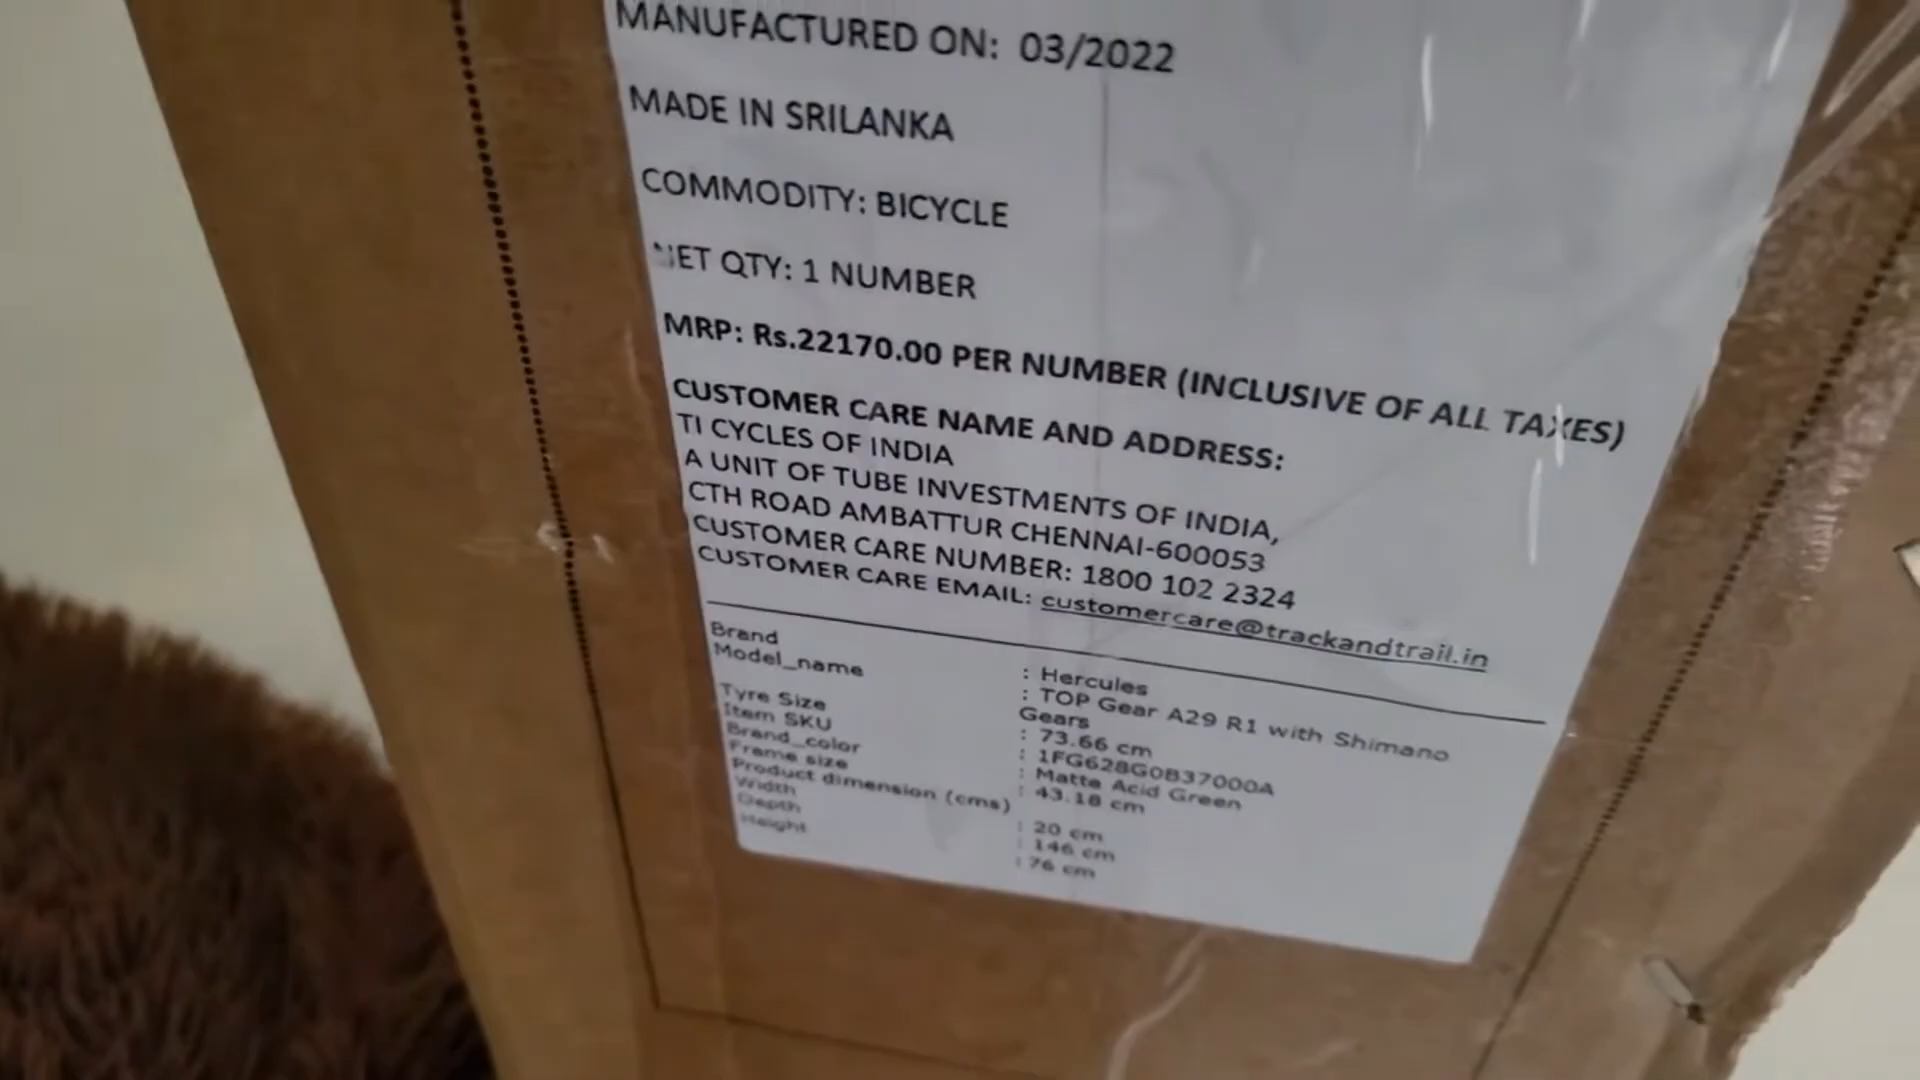 MANUFACTURED ON: 03/2022
MADE IN SRILANKA
COMMODITY: BICYCLE
NET QTY: 1 NUMBER
MRP: Rs.22170.00 PER NUMBER (INCLUSIVE OF ALL TAXES)
CUSTOMER CARE NAME AND ADDRESS:
TI CYCLES OF INDIA
A UNIT OF TUBE INVESTMENTS OF INDIA,
CTH ROAD AMBATTUR CHENNAI-600053
CUSTOMER CARE NUMBER: 1800 102 2324
CUSTOMER CARE EMAIL: customercare@trackandtrail.in
Brand : Hercules
Model_name : TOP Gear A29 R1 with Shimano
Gears
Tyre Size : 73.66 cm
Item SKU : 1FG628G0B37000A
Brand_color : Matte Acid Green
Frame size : 43.18 cm
Product dimension (cms)
Width : 20 cm
Depth : 146 cm
Height : 76 cm